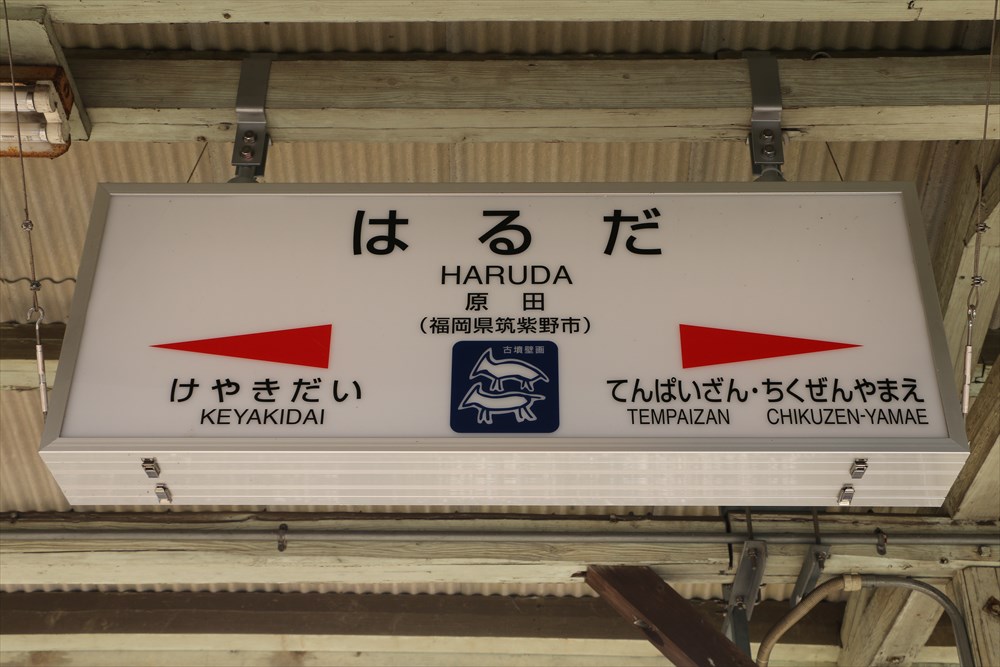 はるだ
HARUDA
原田
（福岡県筑紫野市）
古墳壁画
けやきだい
KEYAKIDAI
てんぱいざん・ちくぜんやまえ
TEMPAIZAN CHIKUZEN-YAMAE